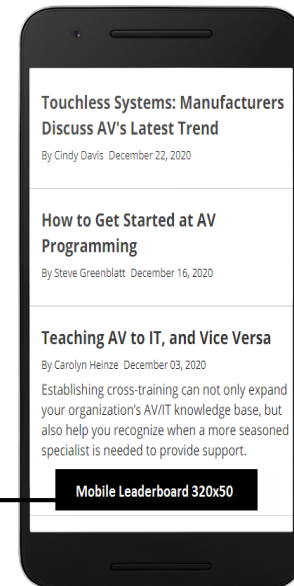 Touchless Systems: Manufacturers
Discuss AV's Latest Trend
By Cindy Davis December 22, 2020
How to Get Started at AV
Programming
By Steve Greenblatt December 16, 2020
Teaching AV to IT, and Vice Versa
By Carolyn Heinze December 03, 2020
Establishing cross-training can not only expand
your organization's AV/IT knowledge base, but
also help you recognize when a more seasoned
specialist is needed to provide support.
Mobile Leaderboard 320x50